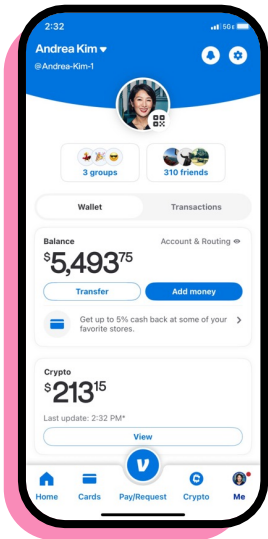 2:32
5G
Andrea Kim
@Andrea-Kim-1
3 groups
310 friends
Wallet
Transactions
Balance
Account & Routing
$5,49375
Transfer
Add money
Get up to 5% cash back at some of your
favorite stores.
Crypto
$21315
Last update: 2:32 PM*
View
V
Home
Cards
Pay/Request
Crypto
Me